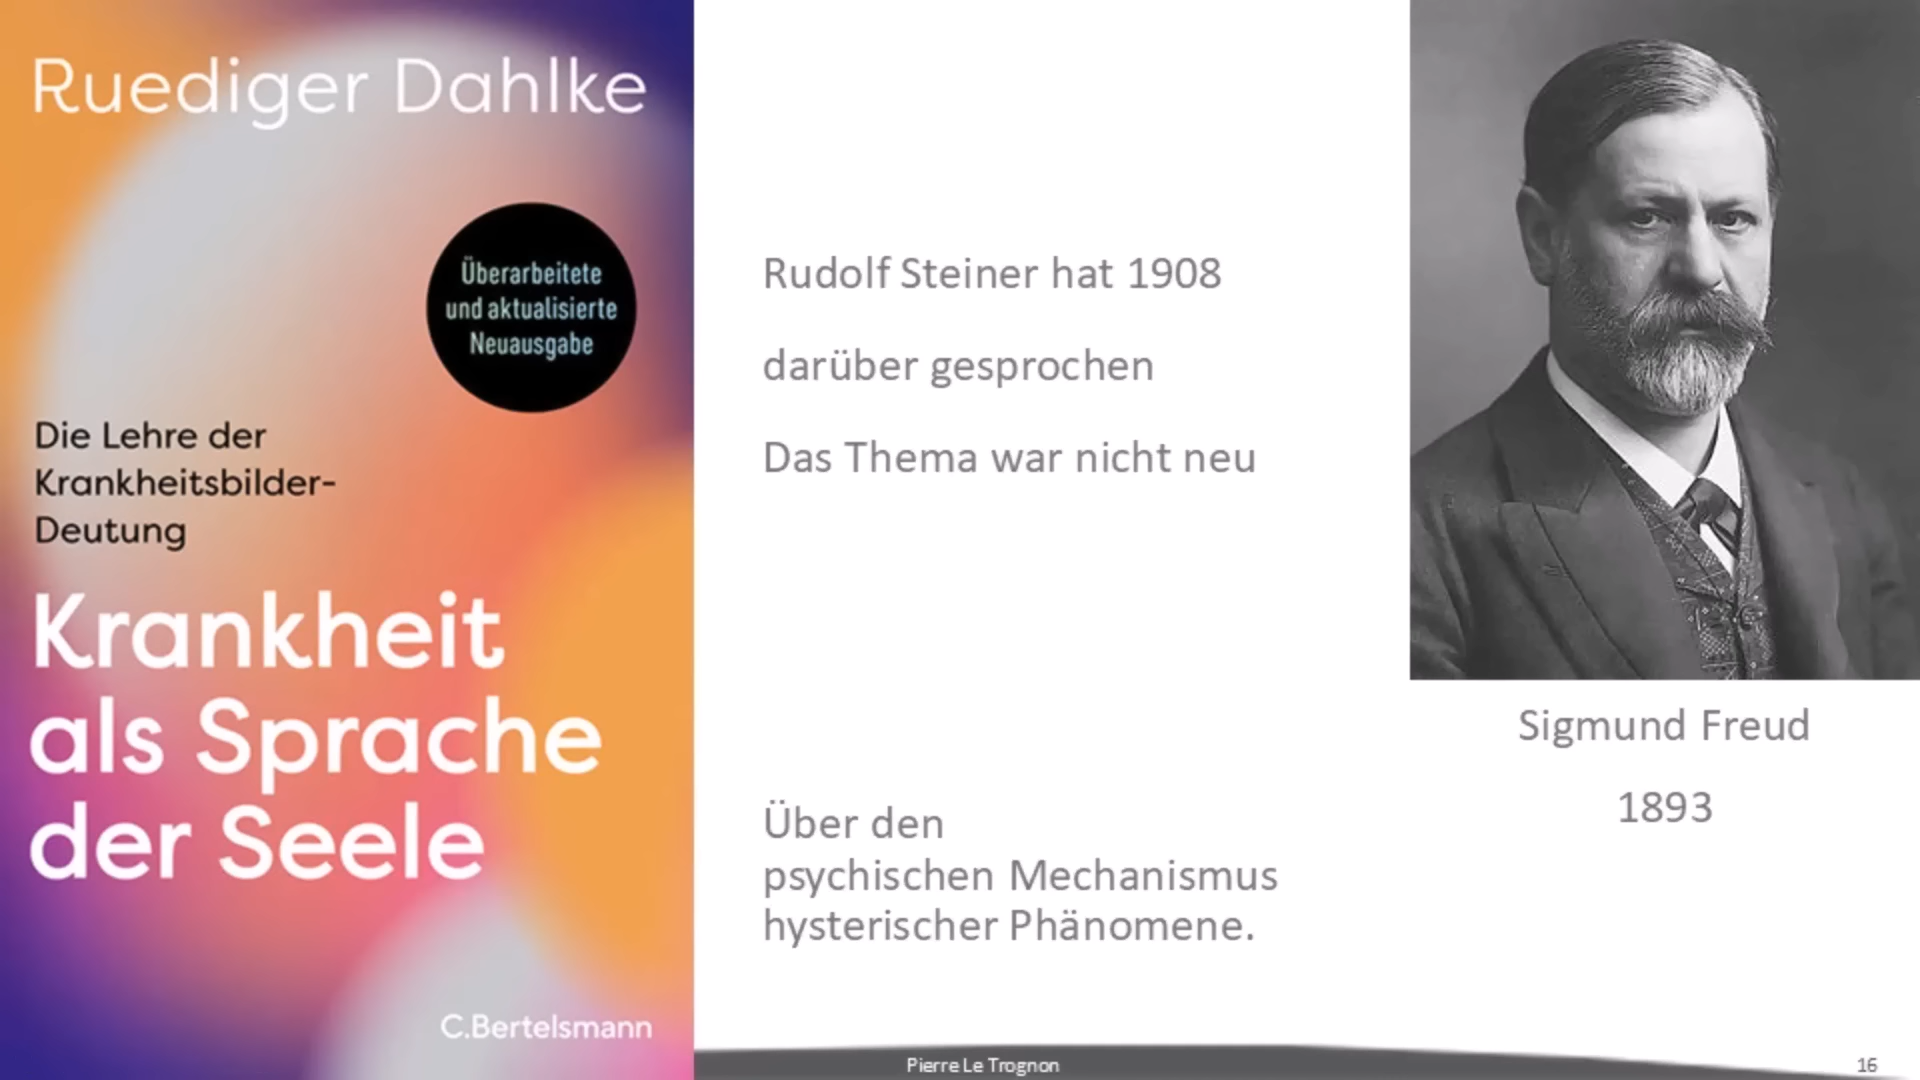 Ruediger Dahlke
Überarbeitete
und aktualisierte
Neuausgabe
Die Lehre der
Krankheitsbilder-
Deutung
Krankheit
als Sprache
der Seele
C.Bertelsmann
Rudolf Steiner hat 1908
darüber gesprochen
Das Thema war nicht neu
Über den
psychischen Mechanismus
hysterischer Phänomene.
Sigmund Freud
1893
Pierre Le Trognon
16